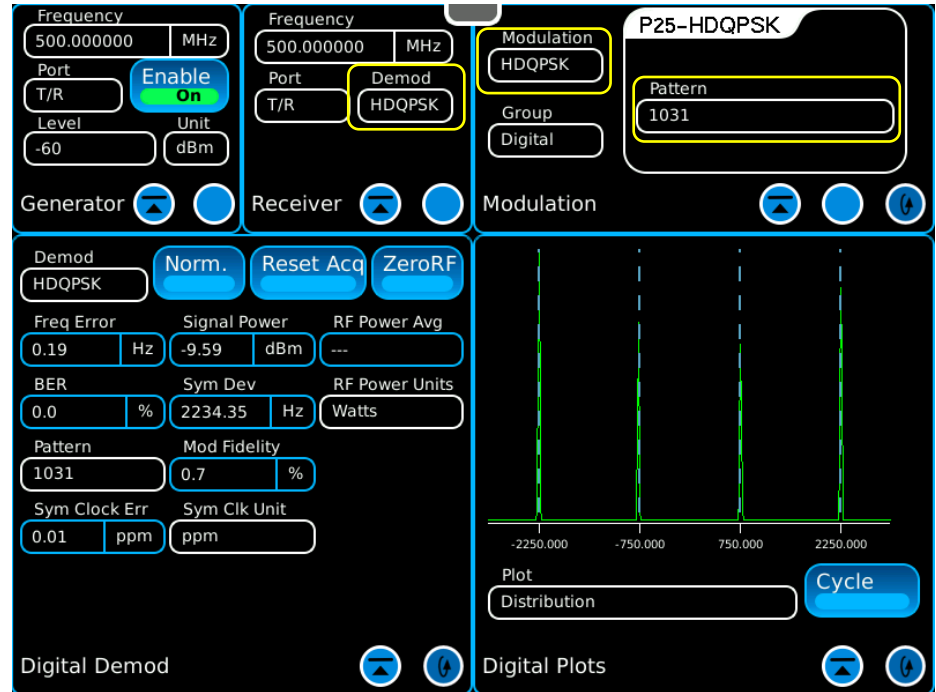 Frequency
500.000000 MHz
Port
T/R
Enable
On
Level Unit
-60 dBm
Generator
Frequency
500.000000 MHz
Port Demod
T/R HDQPSK
Receiver
Modulation
HDQPSK
Group
Digital
P25-HDQPSK
Pattern
1031
Modulation
Demod
HDQPSK
Norm. Reset Acq ZeroRF
Freq Error Signal Power RF Power Avg
0.19 Hz -9.59 dBm ---
BER Sym Dev RF Power Units
0.0 % 2234.35 Hz Watts
Pattern Mod Fidelity
1031 0.7 %
Sym Clock Err Sym Clk Unit
0.01 ppm ppm
Digital Demod
-2250.000 -750.000 750.000 2250.000
Plot
Distribution
Cycle
Digital Plots